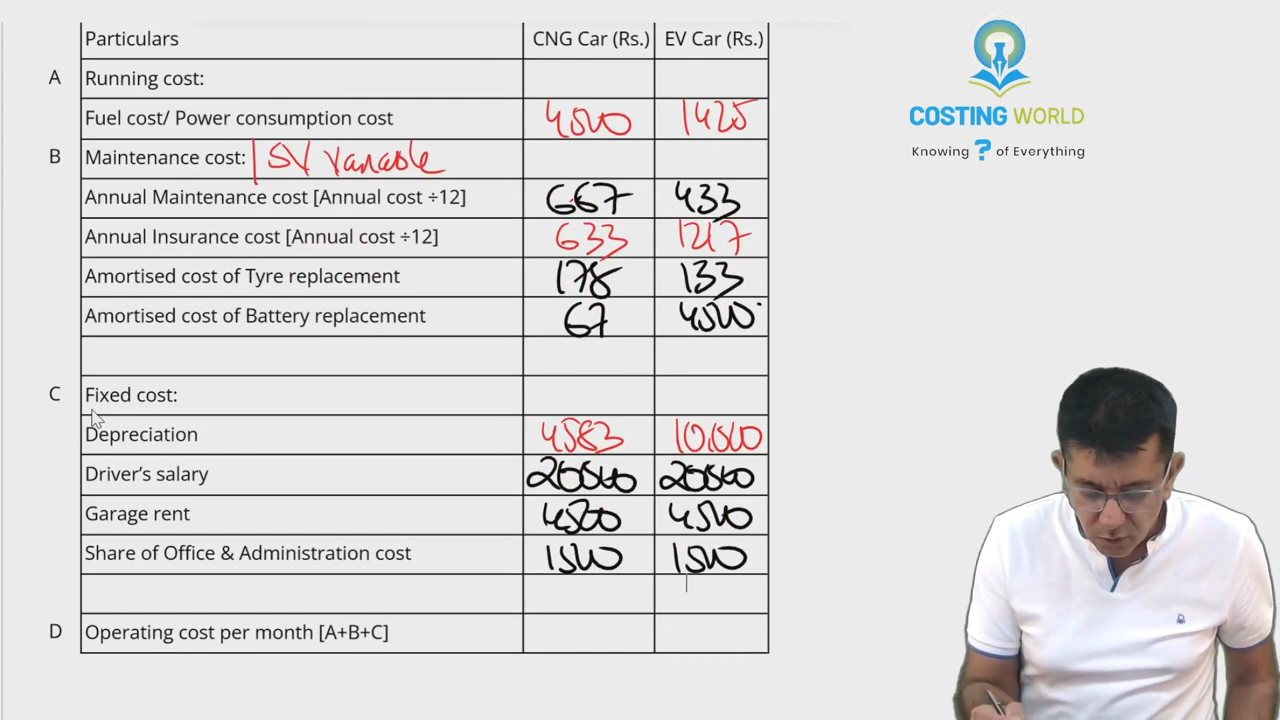 Particulars CNG Car (Rs.) EV Car (Rs.)
A Running cost:
Fuel cost/ Power consumption cost 4500 1425
B Maintenance cost: SV Variable
Annual Maintenance cost [Annual cost ÷12] 667 433
Annual Insurance cost [Annual cost ÷12] 633 1217
Amortised cost of Tyre replacement 178 133
Amortised cost of Battery replacement 67 4500
C Fixed cost:
Depreciation 4583 10,000
Driver's salary 20000 20000
Garage rent 4500 4500
Share of Office & Administration cost 1500 1500
D Operating cost per month [A+B+C]
COSTING WORLD
Knowing ? of Everything